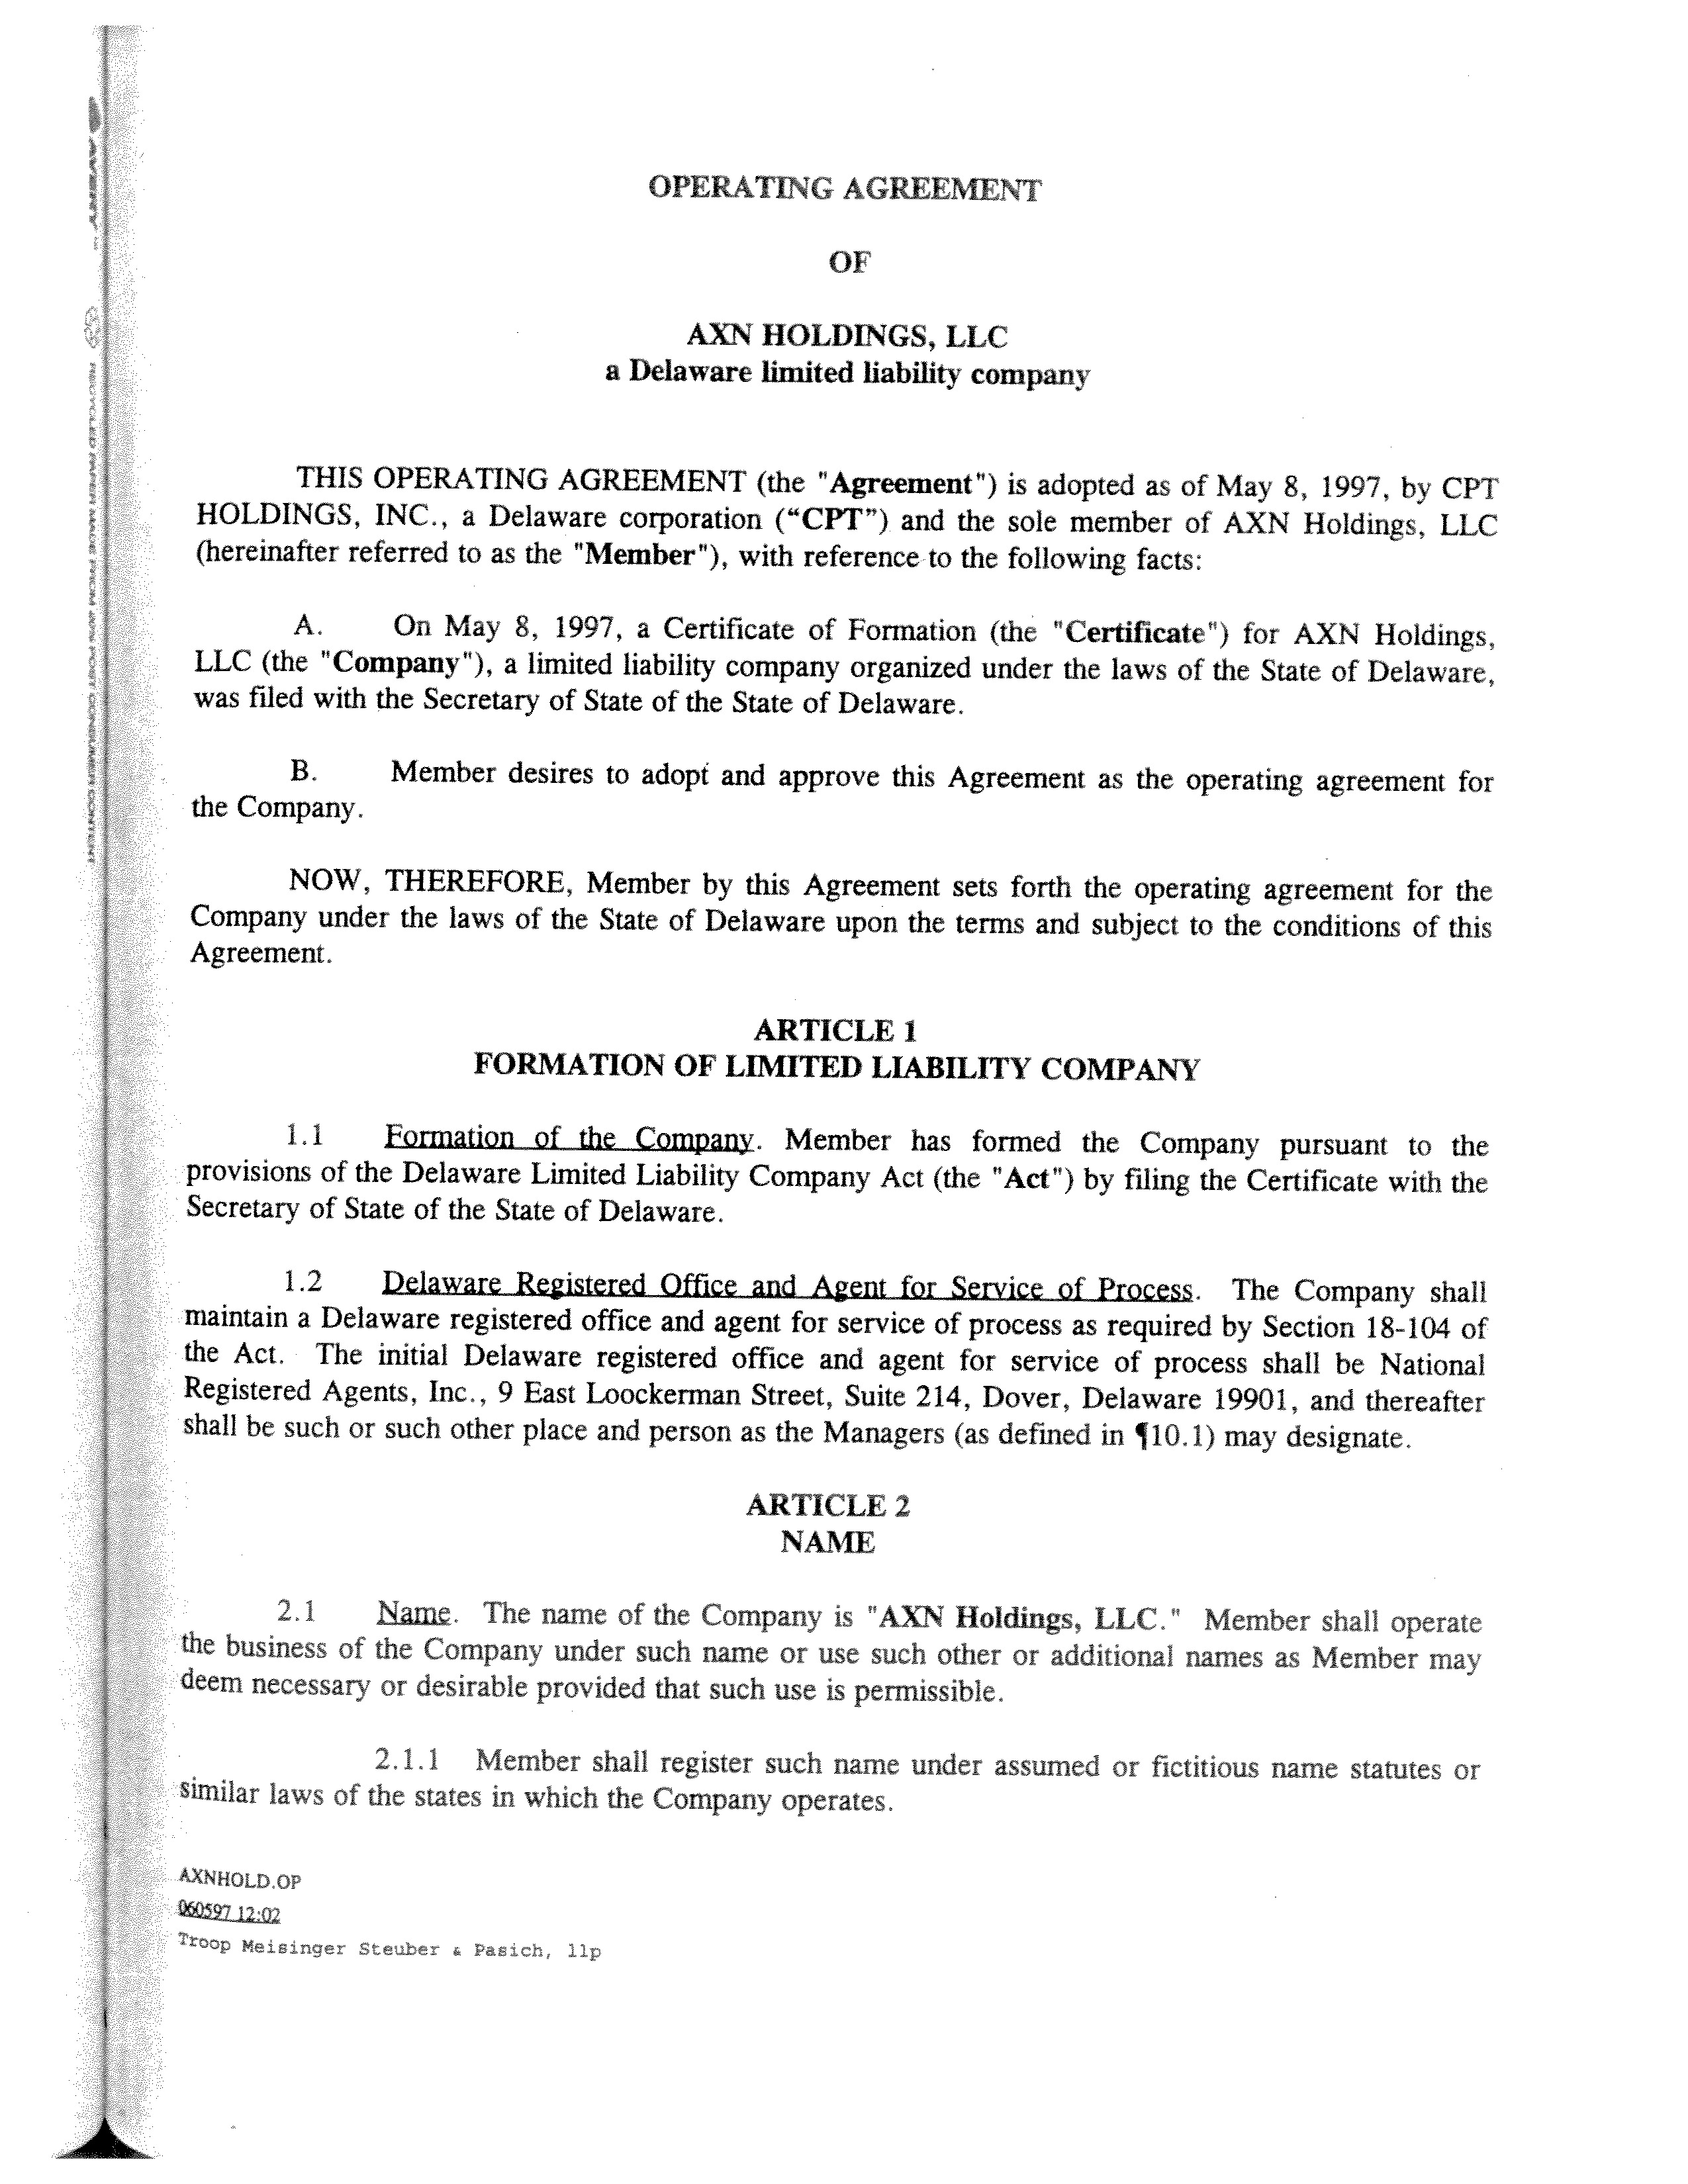 OPERATING AGREEMENT
OF
AXN HOLDINGS, LLC
a Delaware limited liability company
THIS OPERATING AGREEMENT (the "Agreement") is adopted as of May 8, 1997, by CPT
HOLDINGS, INC., a Delaware corporation (“CPT”) and the sole member of AXN Holdings, LLC
(hereinafter referred to as the "Member"), with reference to the following facts:
A. On May 8, 1997, a Certificate of Formation (the "Certificate") for AXN Holdings,
LLC (the "Company"), a limited liability company organized under the laws of the State of Delaware,
was filed with the Secretary of State of the State of Delaware.
B. Member desires to adopt and approve this Agreement as the operating agreement for
the Company.
NOW, THEREFORE, Member by this Agreement sets forth the operating agreement for the
Company under the laws of the State of Delaware upon the terms and subject to the conditions of this
Agreement.
ARTICLE 1
FORMATION OF LIMITED LIABILITY COMPANY
1.1 Formation of the Company. Member has formed the Company pursuant to the
provisions of the Delaware Limited Liability Company Act (the "Act") by filing the Certificate with the
Secretary of State of the State of Delaware.
1.2 Delaware Registered Office and Agent for Service of Process. The Company shall
maintain a Delaware registered office and agent for service of process as required by Section 18-104 of
the Act. The initial Delaware registered office and agent for service of process shall be National
Registered Agents, Inc., 9 East Loockerman Street, Suite 214, Dover, Delaware 19901, and thereafter
shall be such or such other place and person as the Managers (as defined in ¶10.1) may designate.
ARTICLE 2
NAME
2.1 Name. The name of the Company is "AXN Holdings, LLC." Member shall operate
the business of the Company under such name or use such other or additional names as Member may
deem necessary or desirable provided that such use is permissible.
2.1.1 Member shall register such name under assumed or fictitious name statutes or
similar laws of the states in which the Company operates.
AXNHOLD.OP
060597 12:02
Troop Meisinger Steuber & Pasich, llp
AVERY
RECYCLED PAPER MADE FROM 20% POST CONSUMER CONTENT